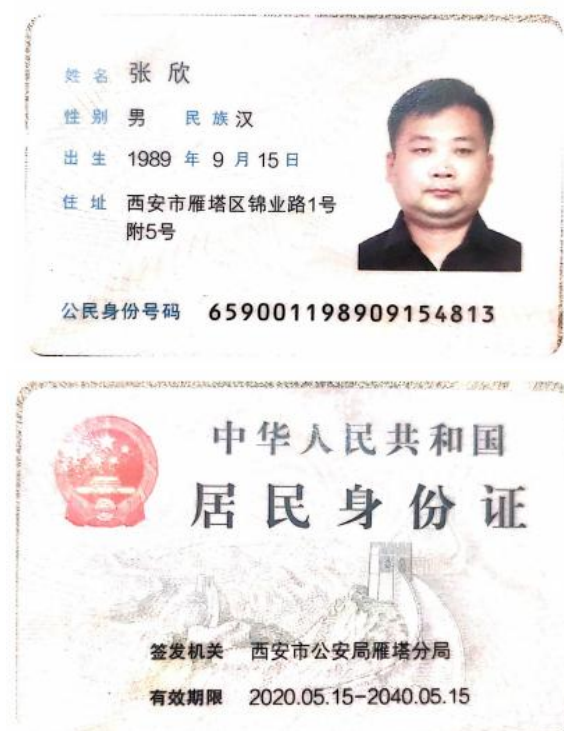 姓名 张欣
性别 男 民族 汉
出生 1989 年 9 月 15 日
住址 西安市雁塔区锦业路1号
附5号
公民身份号码 659001198909154813
中华人民共和国
居民身份证
签发机关 西安市公安局雁塔分局
有效期限 2020.05.15-2040.05.15